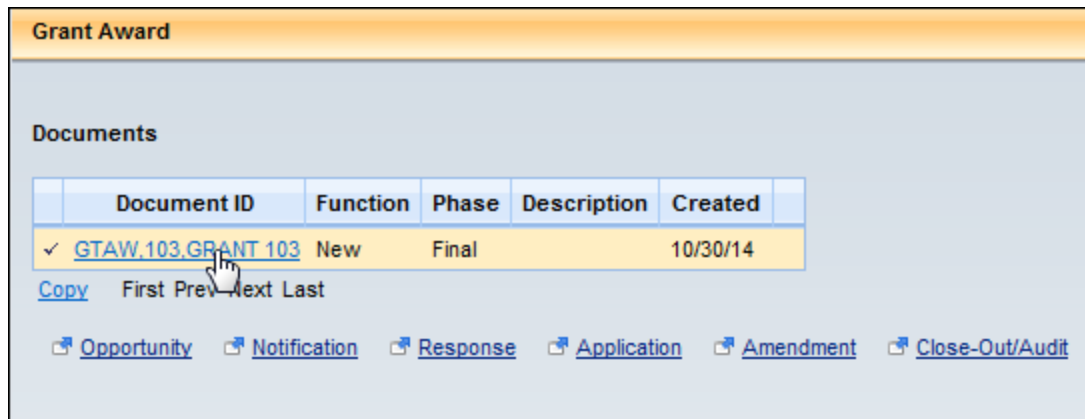 Grant Award
Documents
Document ID Function Phase Description Created
✓ GTAW,103,GRANT 103 New Final 10/30/14
Copy First Prev Next Last
Opportunity Notification Response Application Amendment Close-Out/Audit